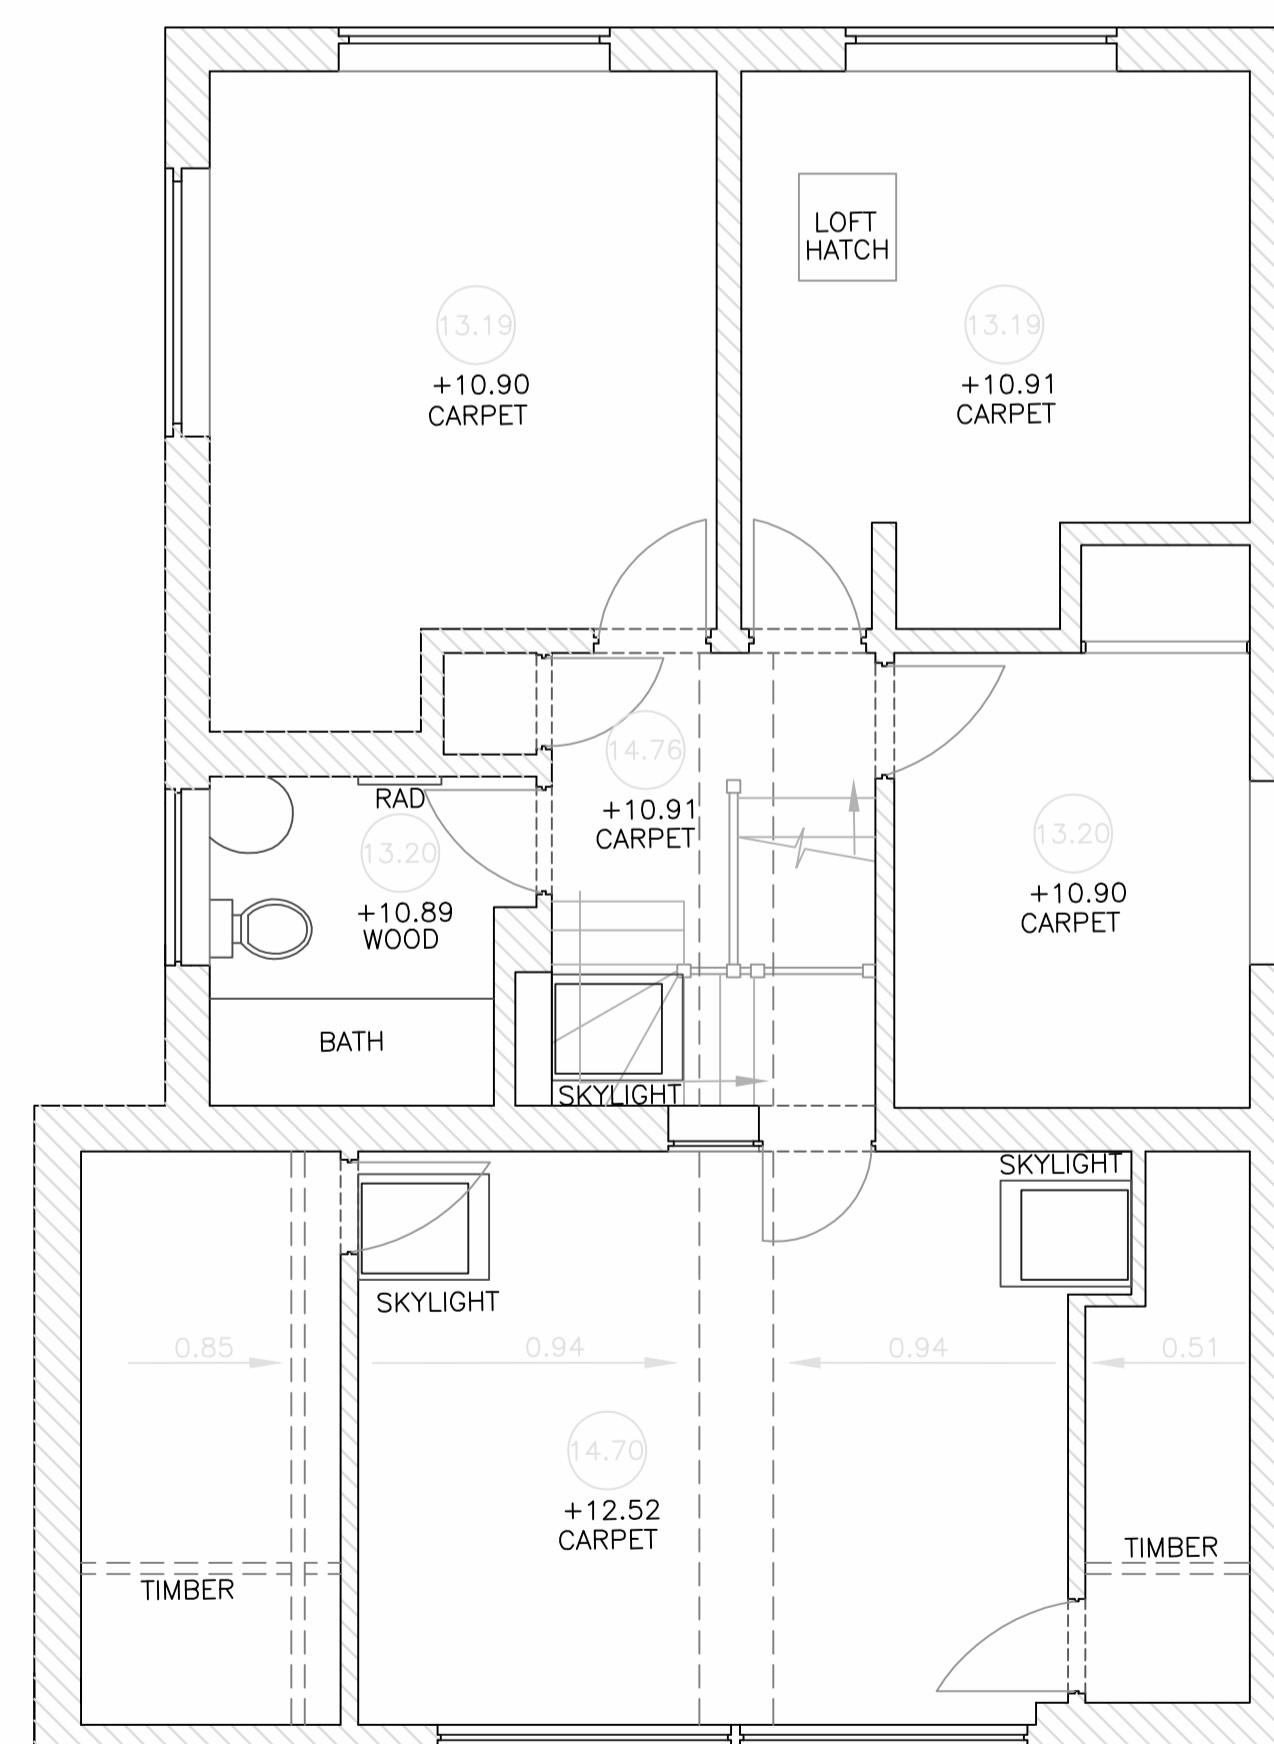 LOFT
HATCH
13.19
+10.90
CARPET
13.19
+10.91
CARPET
14.76
+10.91
CARPET
RAD
13.20
+10.89
WOOD
13.20
+10.90
CARPET
BATH
SKYLIGHT
SKYLIGHT
SKYLIGHT
0.85
0.94
0.94
0.51
14.70
+12.52
CARPET
TIMBER
TIMBER